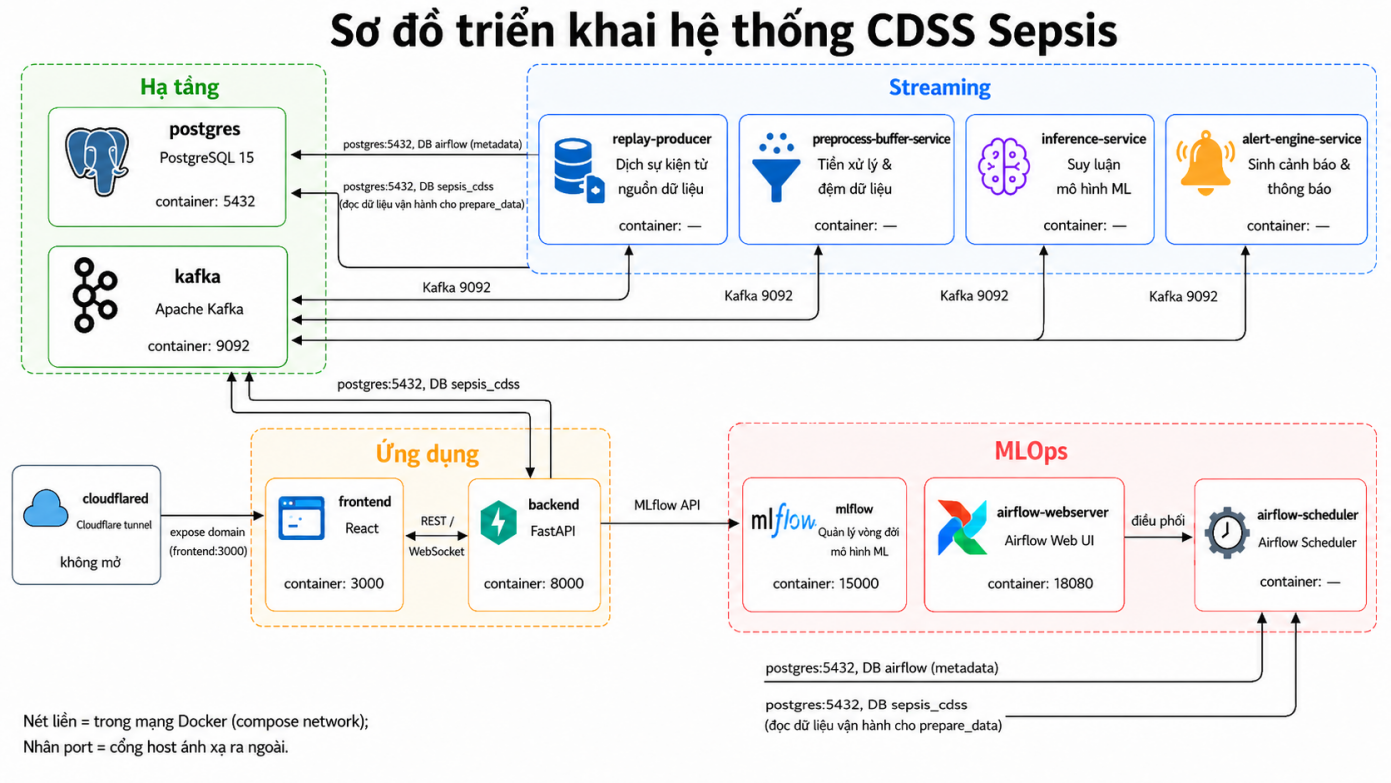 Sơ đồ triển khai hệ thống CDSS Sepsis
Hạ tầng
postgres
PostgreSQL 15
container: 5432
kafka
Apache Kafka
container: 9092
postgres:5432, DB airflow (metadata)
postgres:5432, DB sepsis_cdss
(đọc dữ liệu vận hành cho prepare_data)
Streaming
replay-producer
Dịch sự kiện từ
nguồn dữ liệu
container: —
preprocess-buffer-service
Tiền xử lý &
đệm dữ liệu
container: —
inference-service
Suy luận
mô hình ML
container: —
alert-engine-service
Sinh cảnh báo &
thông báo
container: —
Kafka 9092
Kafka 9092
Kafka 9092
Kafka 9092
postgres:5432, DB sepsis_cdss
cloudflared
Cloudflare tunnel
không mở
expose domain
(frontend:3000)
Ứng dụng
frontend
React
container: 3000
REST /
WebSocket
backend
FastAPI
container: 8000
MLflow API
MLOps
mlflow
mlflow
Quản lý vòng đời
mô hình ML
container: 15000
airflow-webserver
Airflow Web UI
container: 18080
điều phối
airflow-scheduler
Airflow Scheduler
container: —
postgres:5432, DB airflow (metadata)
postgres:5432, DB sepsis_cdss
(đọc dữ liệu vận hành cho prepare_data)
Nét liền = trong mạng Docker (compose network);
Nhân port = cổng host ánh xạ ra ngoài.